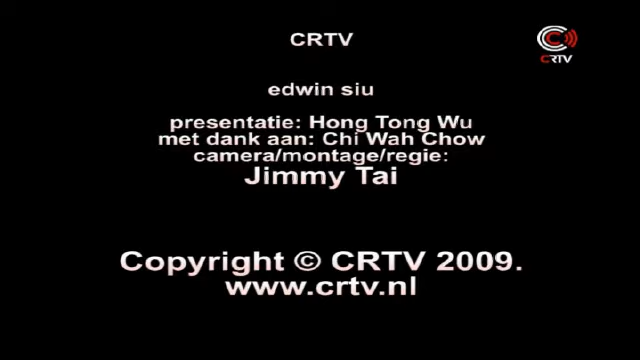 CRTV
CRTV
edwin siu
presentatie: Hong Tong Wu
met dank aan: Chi Wah Chow
camera/montage/regie:
Jimmy Tai
Copyright © CRTV 2009.
www.crtv.nl